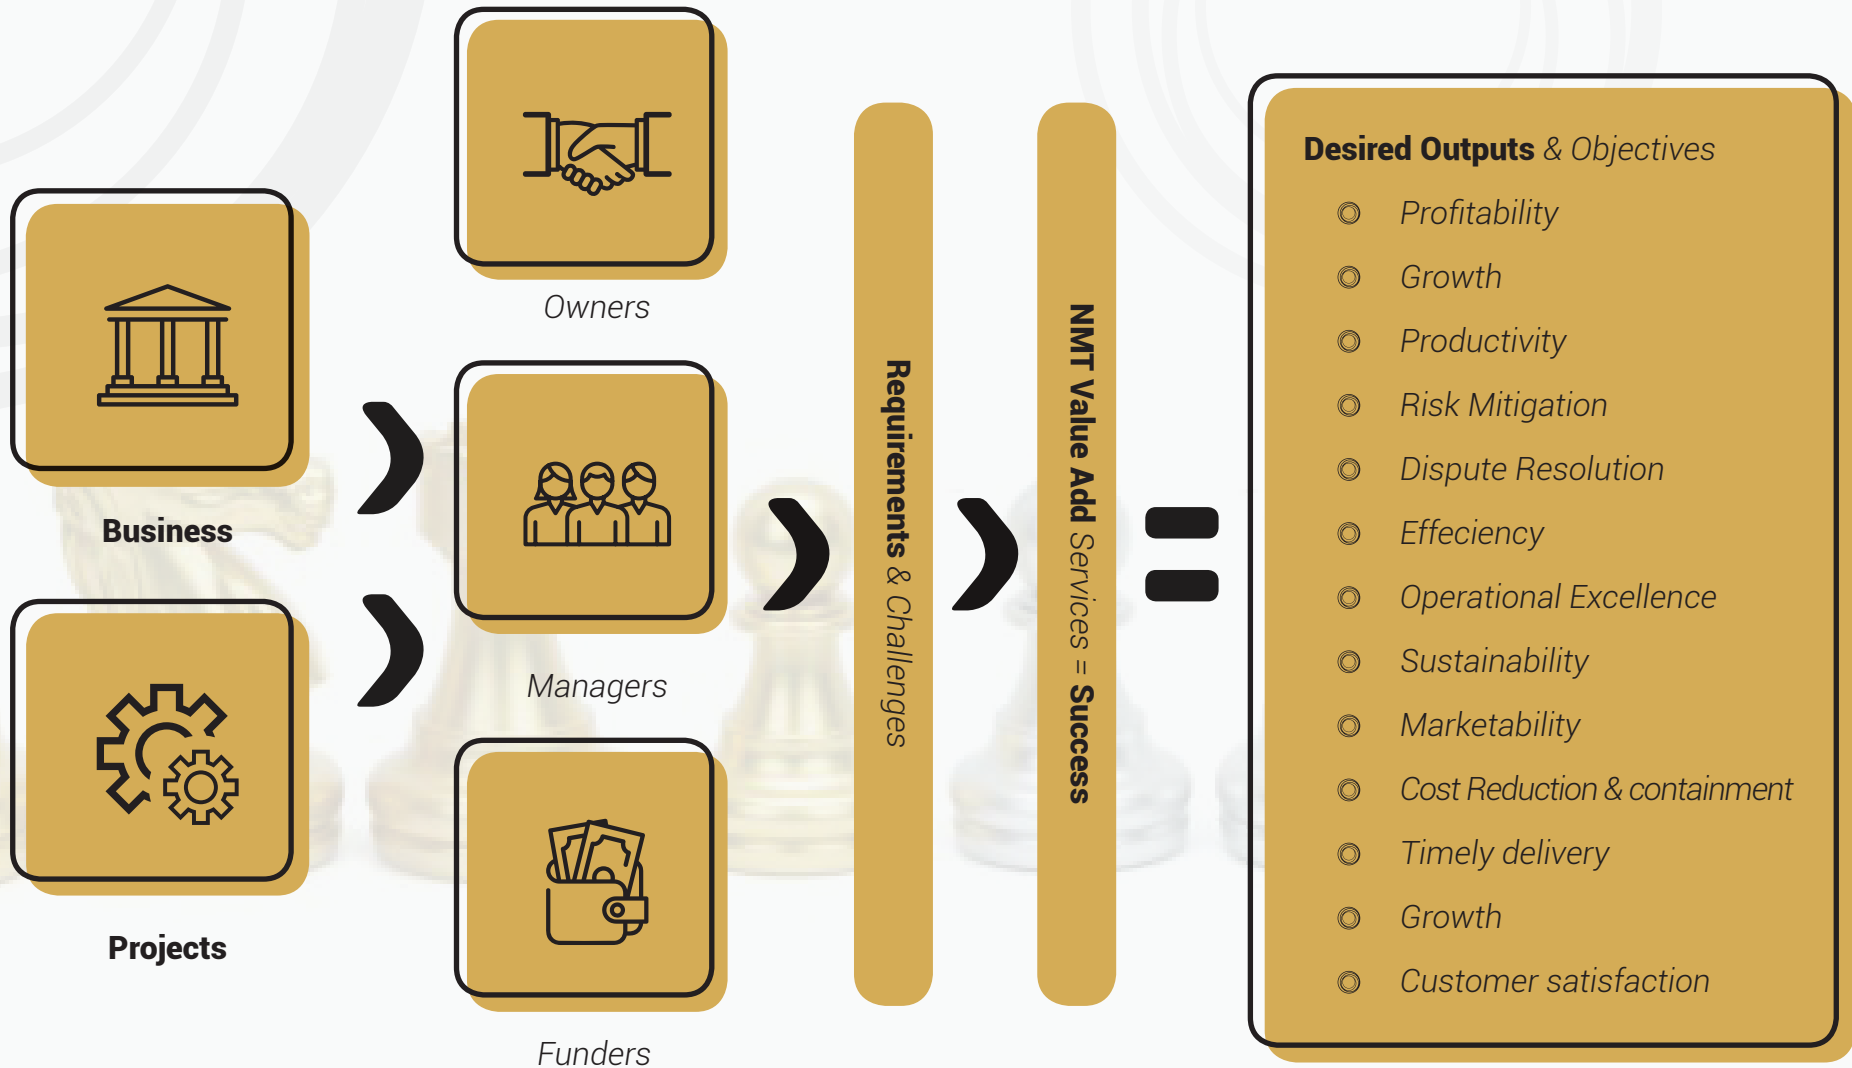 Business
Projects
Owners
Managers
Funders
Requirements & Challenges
NMT Value Add Services = Success
Desired Outputs & Objectives
Profitability
Growth
Productivity
Risk Mitigation
Dispute Resolution
Effeciency
Operational Excellence
Sustainability
Marketability
Cost Reduction & containment
Timely delivery
Growth
Customer satisfaction